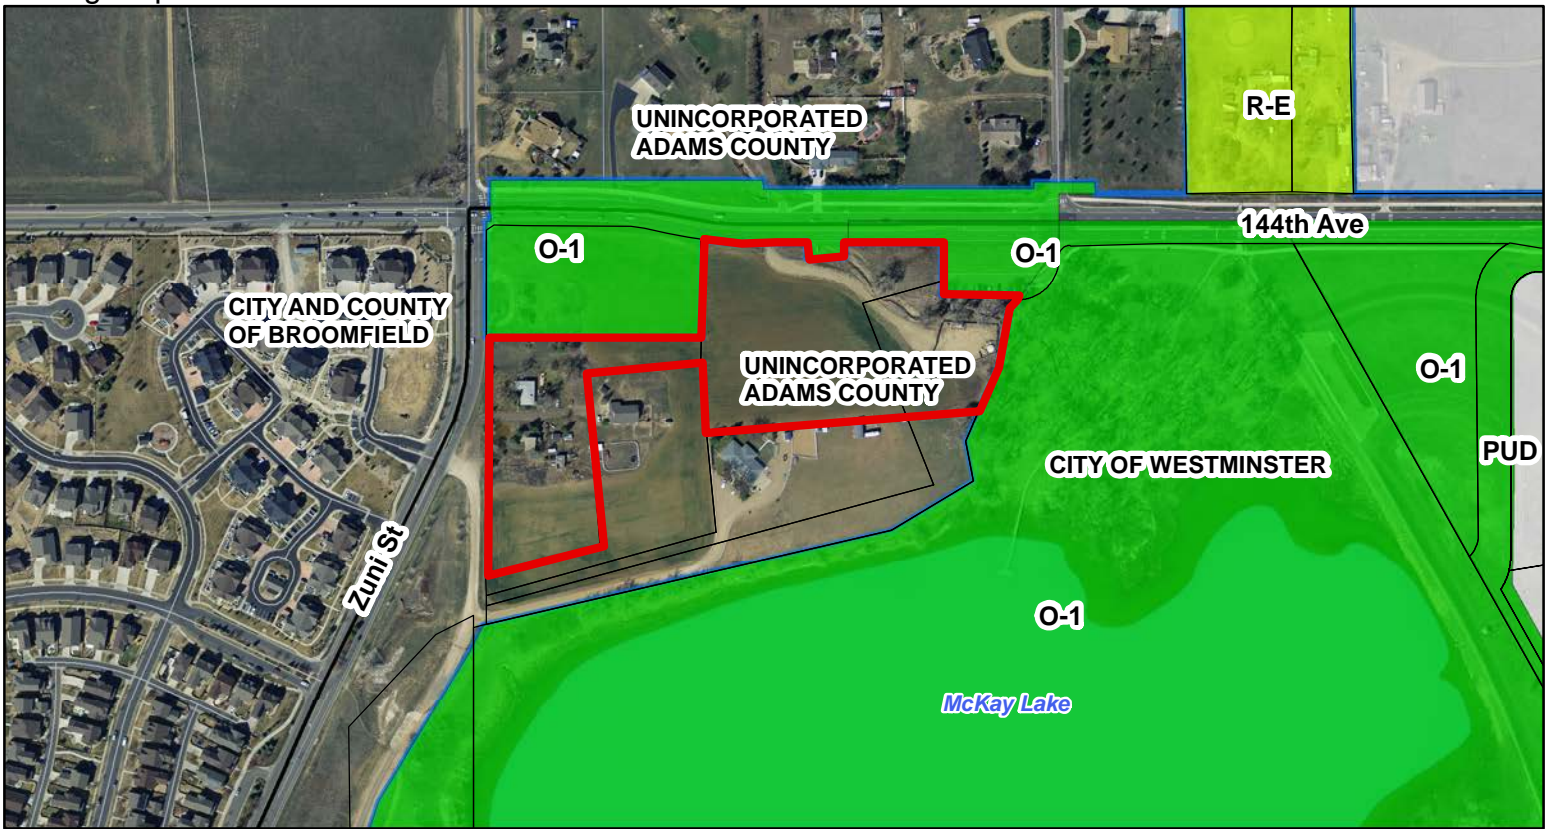 R-E
UNINCORPORATED
ADAMS COUNTY
144th Ave
O-1
O-1
CITY AND COUNTY
OF BROOMFIELD
UNINCORPORATED
ADAMS COUNTY
O-1
PUD
CITY OF WESTMINSTER
Zuni St
O-1
McKay Lake